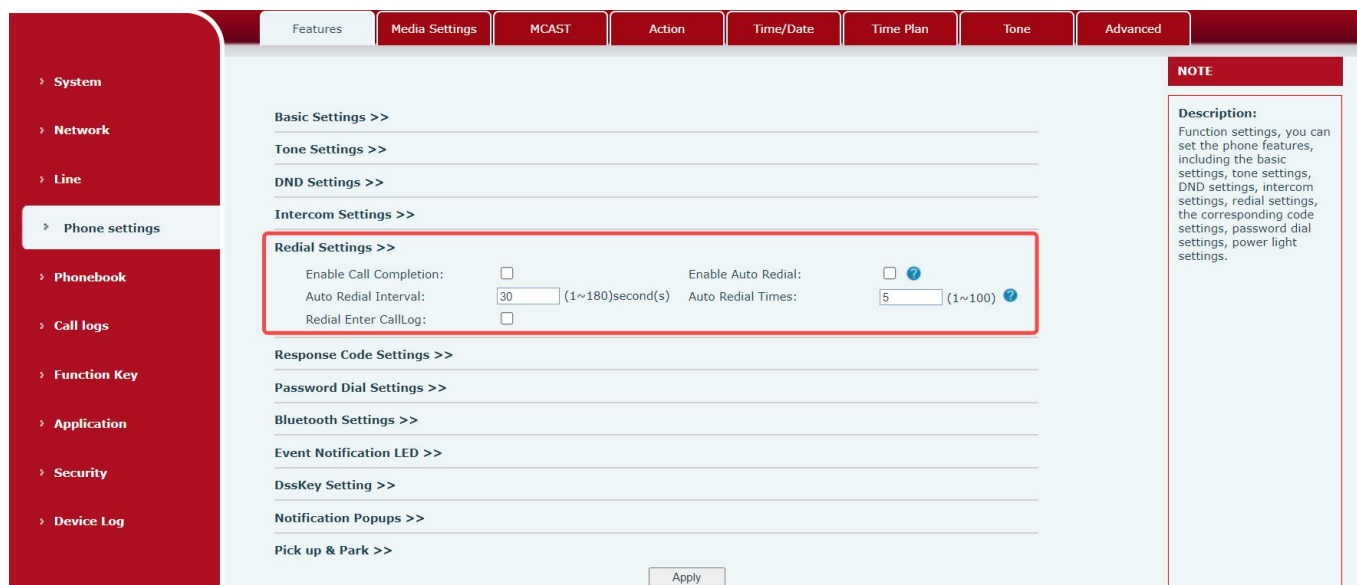 Features Media Settings MCAST Action Time/Date Time Plan Tone Advanced
› System
› Network
› Line
› Phone settings
› Phonebook
› Call logs
› Function Key
› Application
› Security
› Device Log
Basic Settings >>
Tone Settings >>
DND Settings >>
Intercom Settings >>
Redial Settings >>
Enable Call Completion: Enable Auto Redial: ?
Auto Redial Interval: 30 (1~180)second(s) Auto Redial Times: 5 (1~100) ?
Redial Enter CallLog:
Response Code Settings >>
Password Dial Settings >>
Bluetooth Settings >>
Event Notification LED >>
DssKey Setting >>
Notification Popups >>
Pick up & Park >>
Apply
NOTE
Description:
Function settings, you can
set the phone features,
including the basic
settings, tone settings,
DND settings, intercom
settings, redial settings,
the corresponding code
settings, password dial
settings, power light
settings.